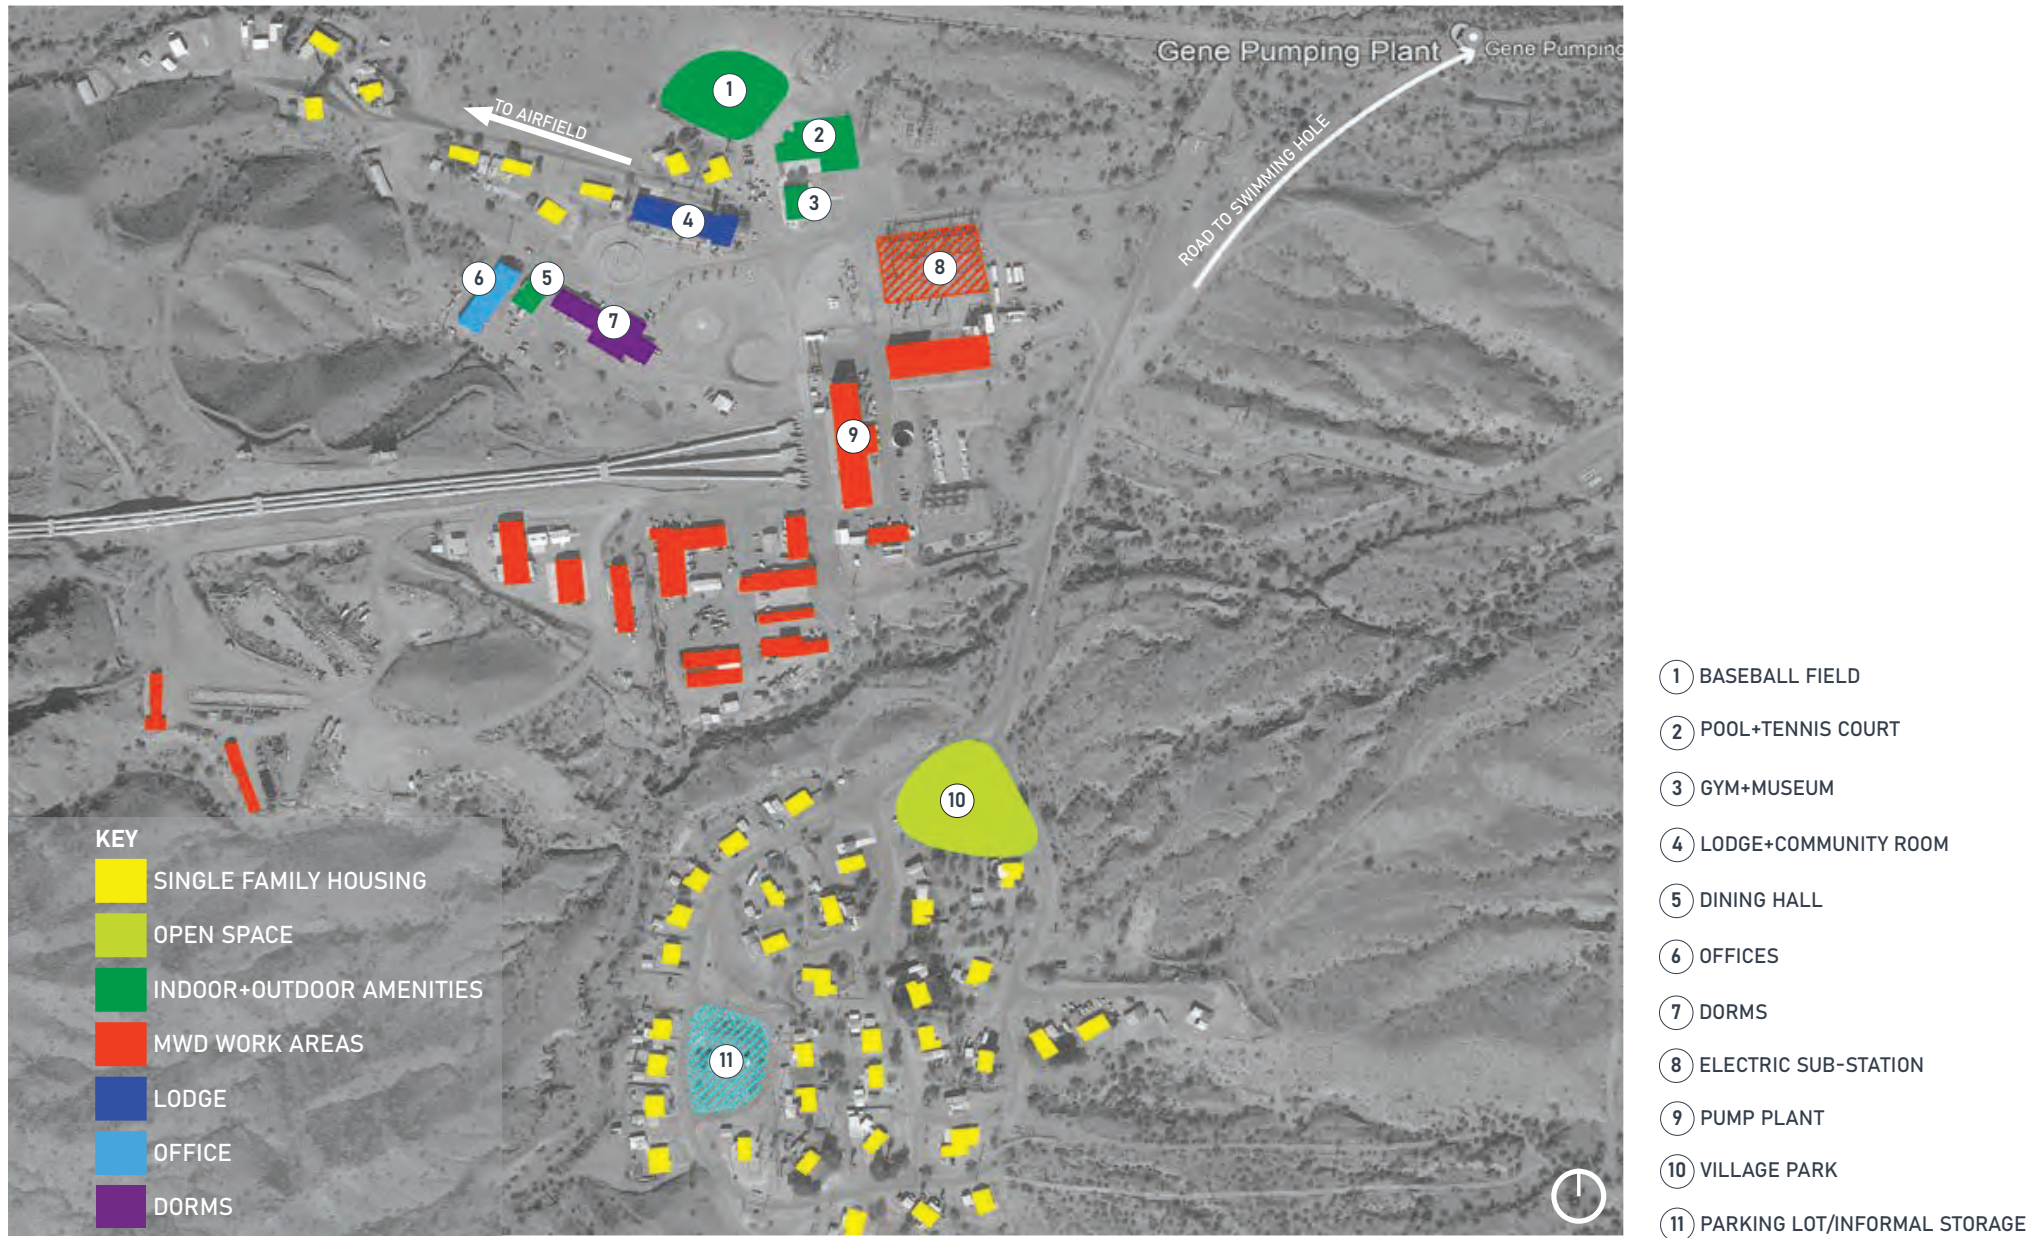 Gene Pumping Plant
Gene Pumping
TO AIRFIELD
ROAD TO SWIMMING HOLE
1
2
3
4
5
6
7
8
9
10
11
KEY
SINGLE FAMILY HOUSING
OPEN SPACE
INDOOR+OUTDOOR AMENITIES
MWD WORK AREAS
LODGE
OFFICE
DORMS
1 BASEBALL FIELD
2 POOL+TENNIS COURT
3 GYM+MUSEUM
4 LODGE+COMMUNITY ROOM
5 DINING HALL
6 OFFICES
7 DORMS
8 ELECTRIC SUB-STATION
9 PUMP PLANT
10 VILLAGE PARK
11 PARKING LOT/INFORMAL STORAGE